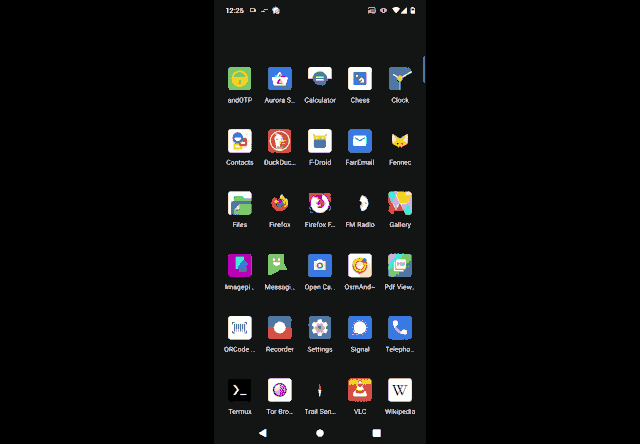 12:25
andOTP Aurora S.. Calculator Chess Clock
Contacts DuckDuc.. F-Droid FairEmail Fennec
Files Firefox Firefox F.. FM Radio Gallery
Imagepi.. Messagi.. Open Ca.. OsmAnd~ Pdf View..
QRCode .. Recorder Settings Signal Telepho..
Termux Tor Bro.. Trail Sen.. VLC Wikipedia